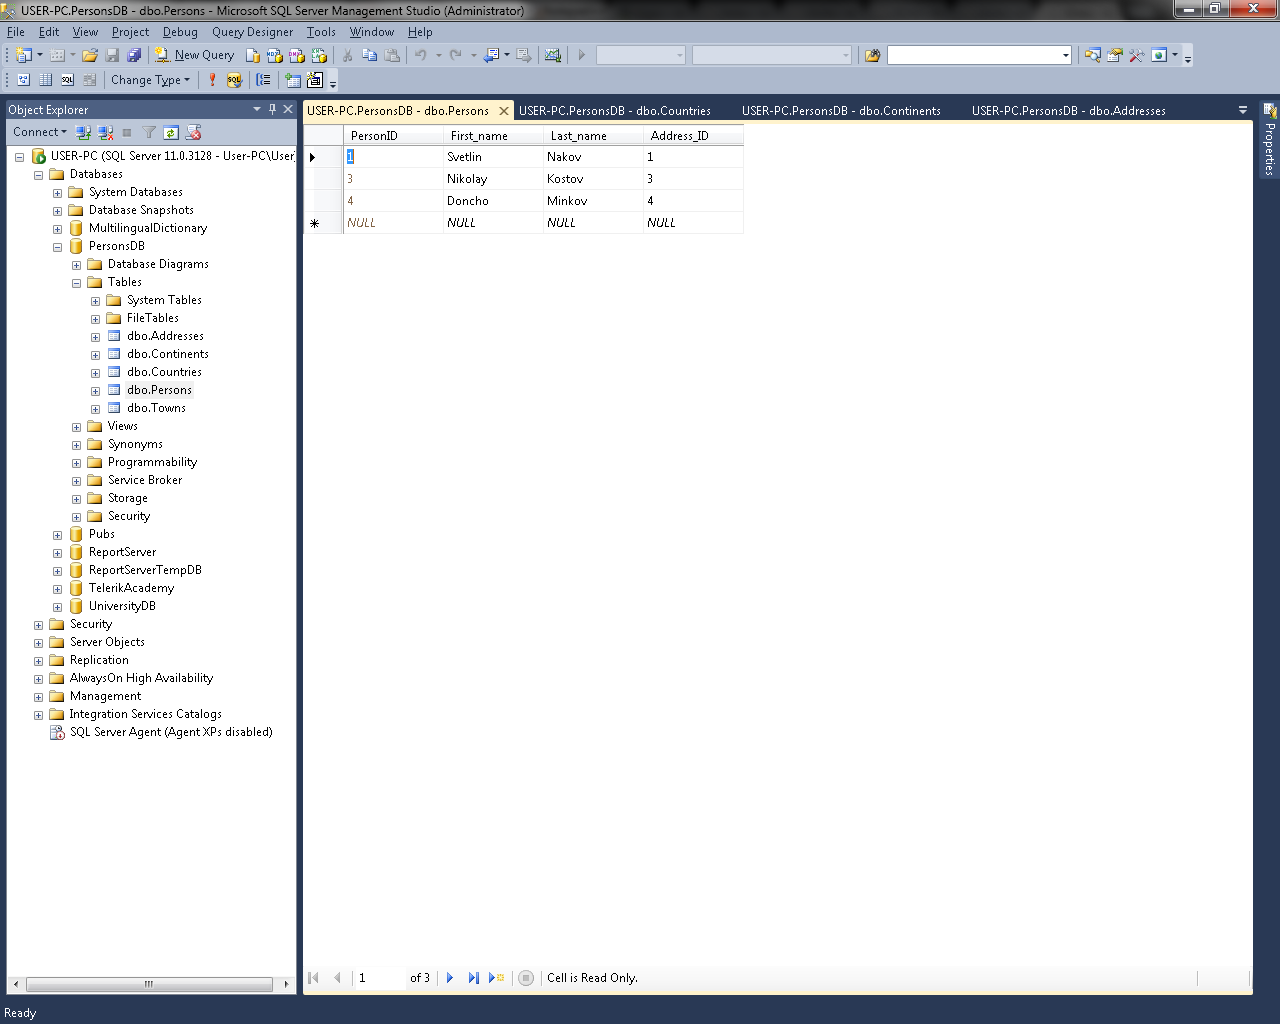 USER-PC.PersonsDB - dbo.Persons - Microsoft SQL Server Management Studio (Administrator)
File Edit View Project Debug Query Designer Tools Window Help
New Query
Change Type
Object Explorer
Connect
USER-PC (SQL Server 11.0.3128 - User-PC\User
Databases
System Databases
Database Snapshots
MultilingualDictionary
PersonsDB
Database Diagrams
Tables
System Tables
FileTables
dbo.Addresses
dbo.Continents
dbo.Countries
dbo.Persons
dbo.Towns
Views
Synonyms
Programmability
Service Broker
Storage
Security
Pubs
ReportServer
ReportServerTempDB
TelerikAcademy
UniversityDB
Security
Server Objects
Replication
AlwaysOn High Availability
Management
Integration Services Catalogs
SQL Server Agent (Agent XPs disabled)
USER-PC.PersonsDB - dbo.Persons USER-PC.PersonsDB - dbo.Countries USER-PC.PersonsDB - dbo.Continents USER-PC.PersonsDB - dbo.Addresses
PersonID First_name Last_name Address_ID
1 Svetlin Nakov 1
3 Nikolay Kostov 3
4 Doncho Minkov 4
NULL NULL NULL NULL
1 of 3 Cell is Read Only.
Properties
Ready